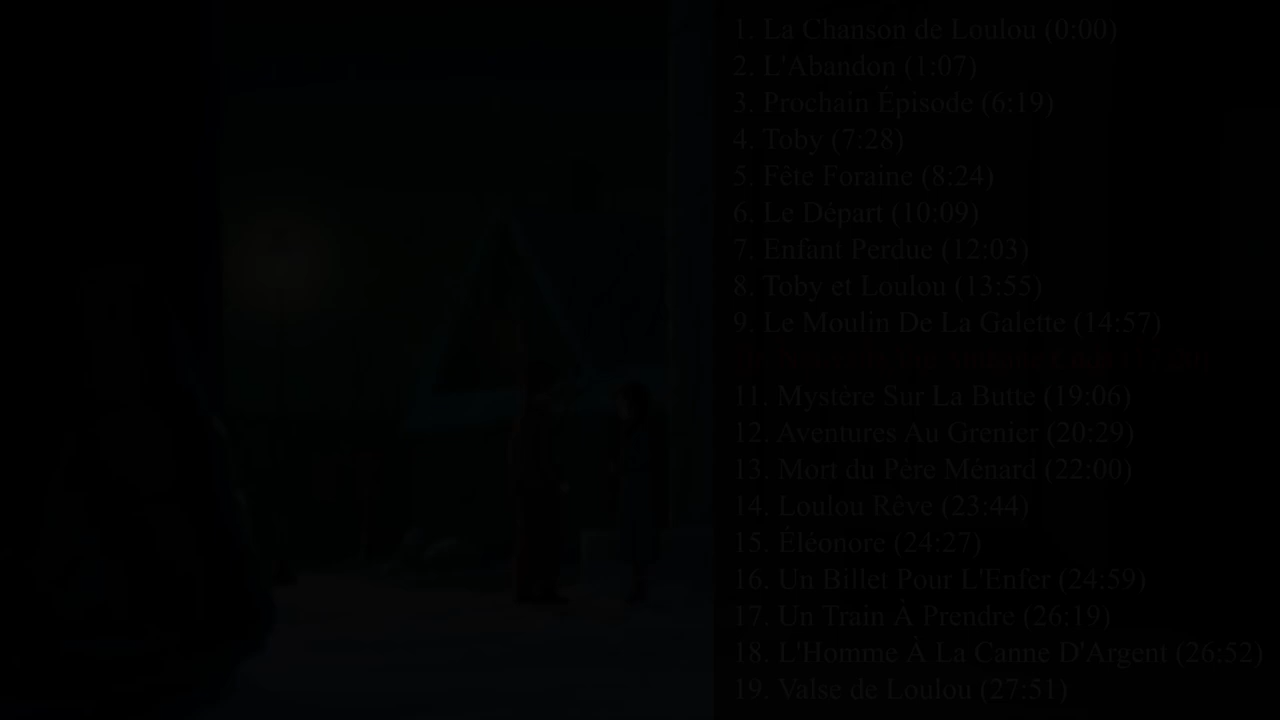 1. La Chanson de Loulou (0:00)
2. L'Abandon (1:07)
3. Prochain Épisode (6:19)
4. Toby (7:28)
5. Fête Foraine (8:24)
6. Le Départ (10:09)
7. Enfant Perdue (12:03)
8. Toby et Loulou (13:55)
9. Le Moulin De La Galette (14:57)
11. Mystère Sur La Butte (19:06)
12. Aventures Au Grenier (20:29)
13. Mort du Père Ménard (22:00)
14. Loulou Rêve (23:44)
15. Éléonore (24:27)
16. Un Billet Pour L'Enfer (24:59)
17. Un Train À Prendre (26:19)
18. L'Homme À La Canne D'Argent (26:52)
19. Valse de Loulou (27:51)